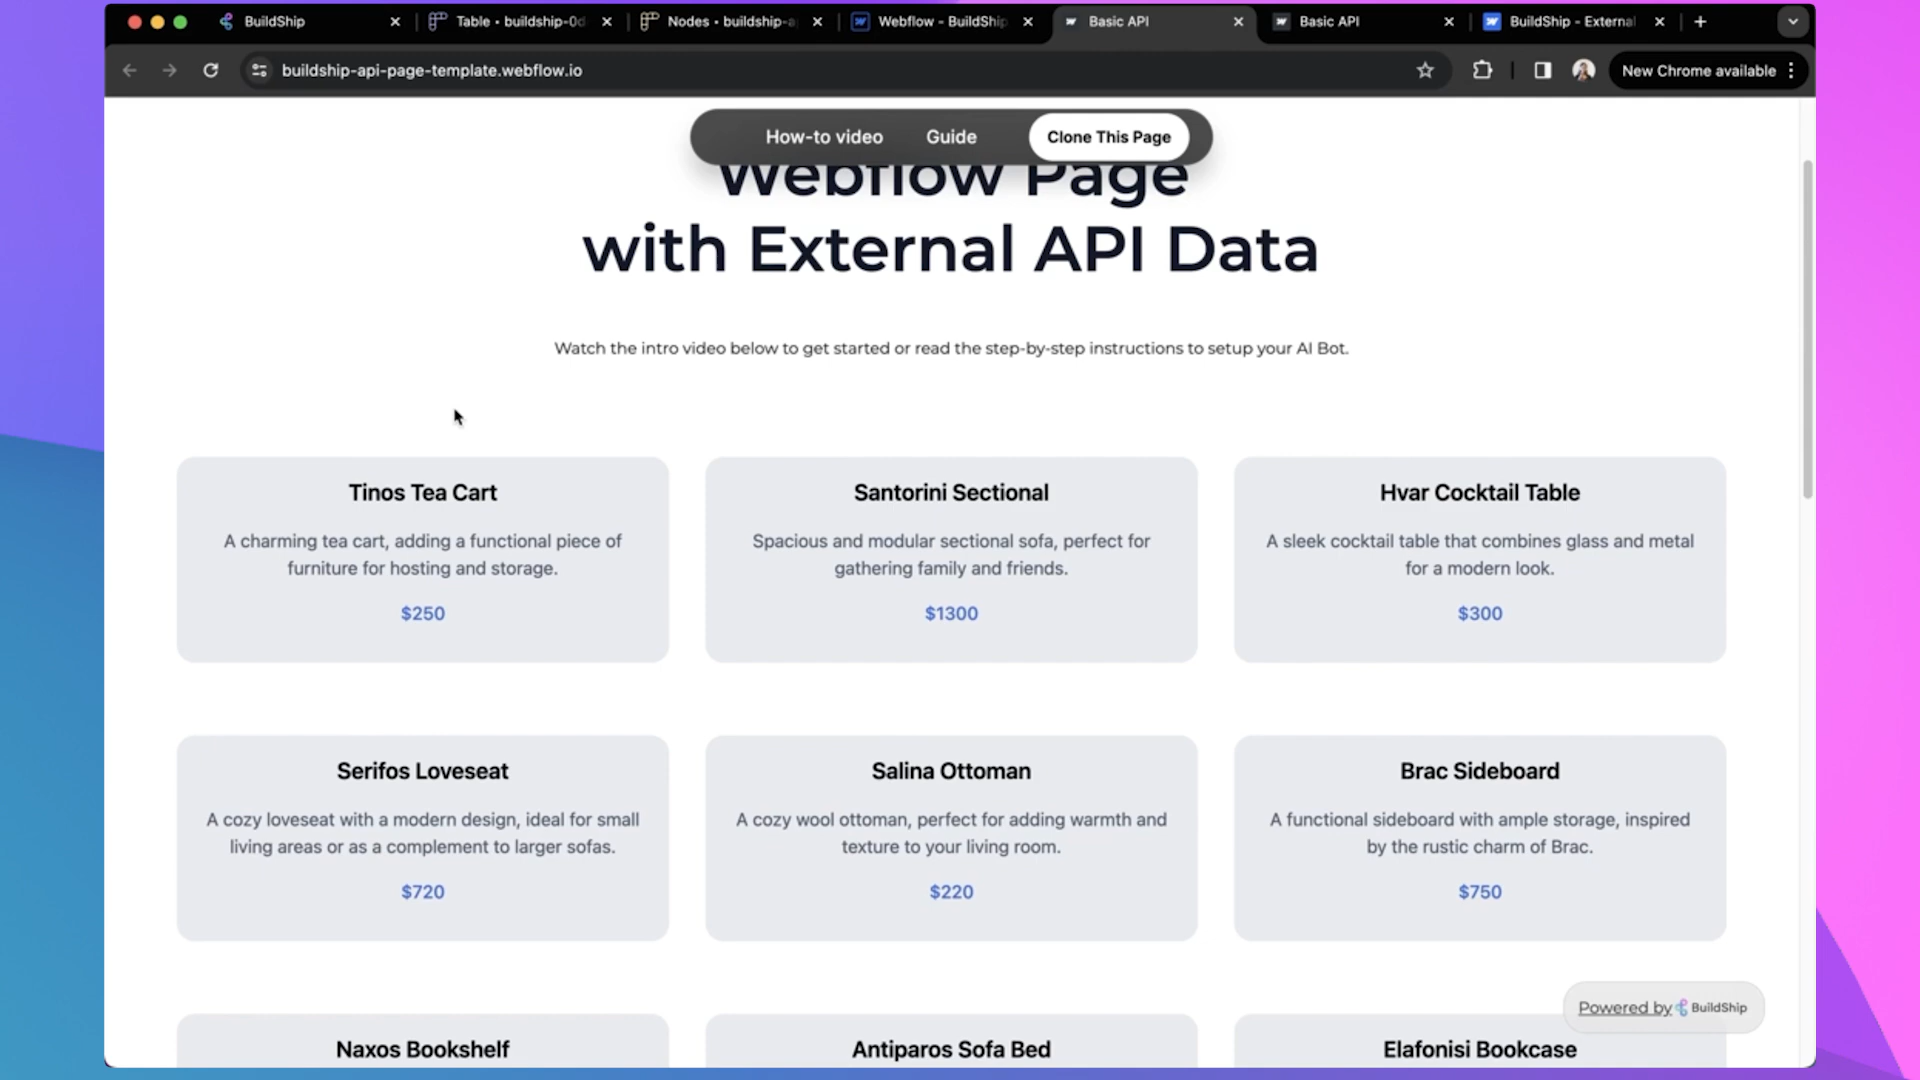 BuildShip
Table • buildship-0d
Nodes • buildship-a
Webflow - BuildShip
Basic API
Basic API
BuildShip - External
buildship-api-page-template.webflow.io
New Chrome available
How-to video
Guide
Clone This Page
Webflow Page
with External API Data
Watch the intro video below to get started or read the step-by-step instructions to setup your AI Bot.
Tinos Tea Cart
A charming tea cart, adding a functional piece of
furniture for hosting and storage.
$250
Santorini Sectional
Spacious and modular sectional sofa, perfect for
gathering family and friends.
$1300
Hvar Cocktail Table
A sleek cocktail table that combines glass and metal
for a modern look.
$300
Serifos Loveseat
A cozy loveseat with a modern design, ideal for small
living areas or as a complement to larger sofas.
$720
Salina Ottoman
A cozy wool ottoman, perfect for adding warmth and
texture to your living room.
$220
Brac Sideboard
A functional sideboard with ample storage, inspired
by the rustic charm of Brac.
$750
Naxos Bookshelf
Antiparos Sofa Bed
Elafonisi Bookcase
Powered by BuildShip